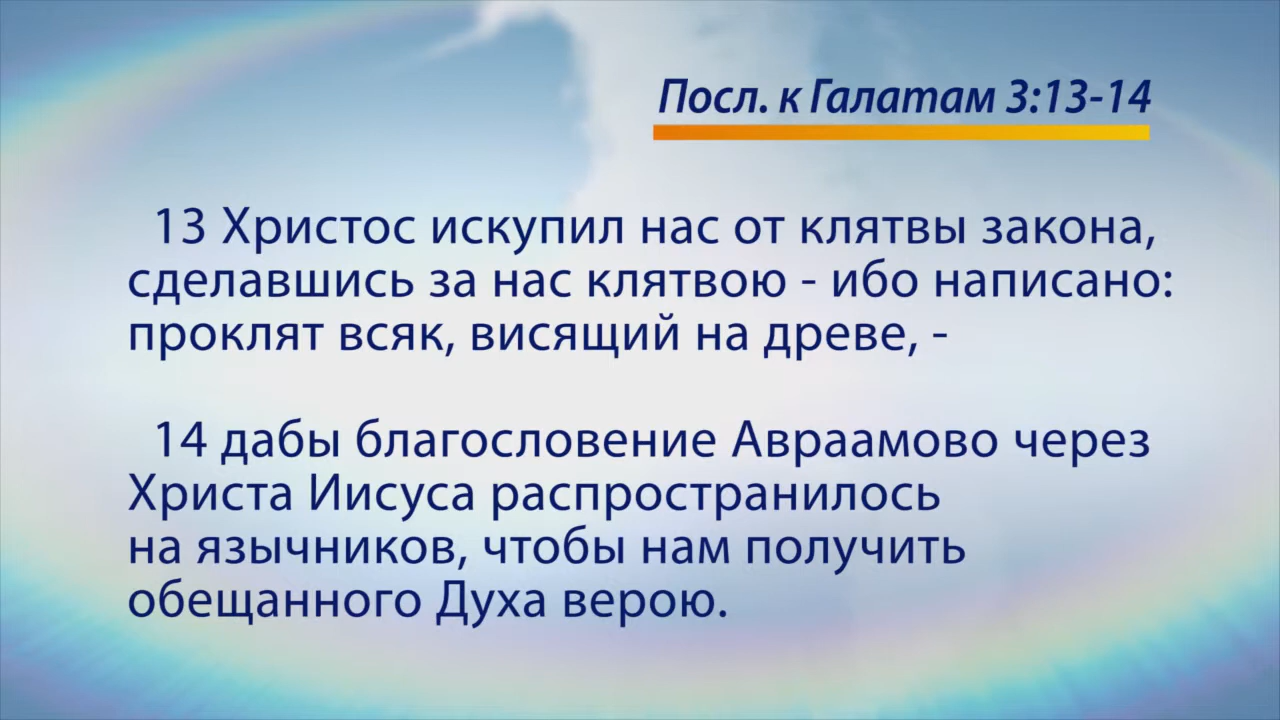 Посл. к Галатам 3:13-14
13 Христос искупил нас от клятвы закона,
сделавшись за нас клятвою - ибо написано:
проклят всяк, висящий на древе, -
14 дабы благословение Авраамово через
Христа Иисуса распространилось
на язычников, чтобы нам получить
обещанного Духа верою.